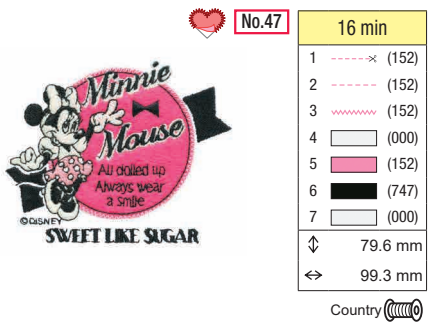 No.47
16 min
1 (152)
2 (152)
3 (152)
4 (000)
5 (152)
6 (747)
7 (000)
79.6 mm
99.3 mm
Country
Minnie
Mouse
All dolled up
Always wear
a smile
©DISNEY
SWEET LIKE SUGAR